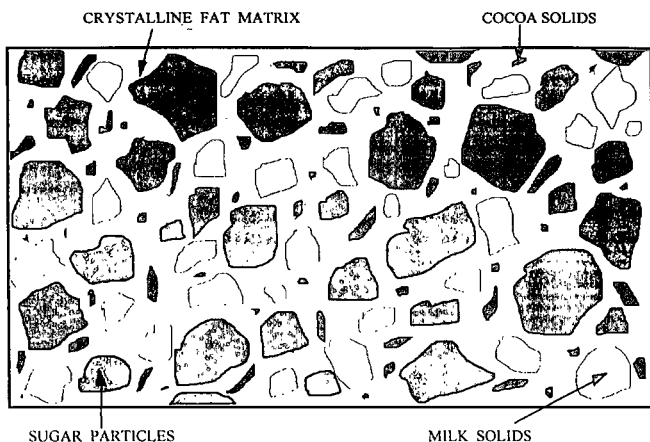 CRYSTALLINE FAT MATRIX
COCOA SOLIDS
SUGAR PARTICLES
MILK SOLIDS